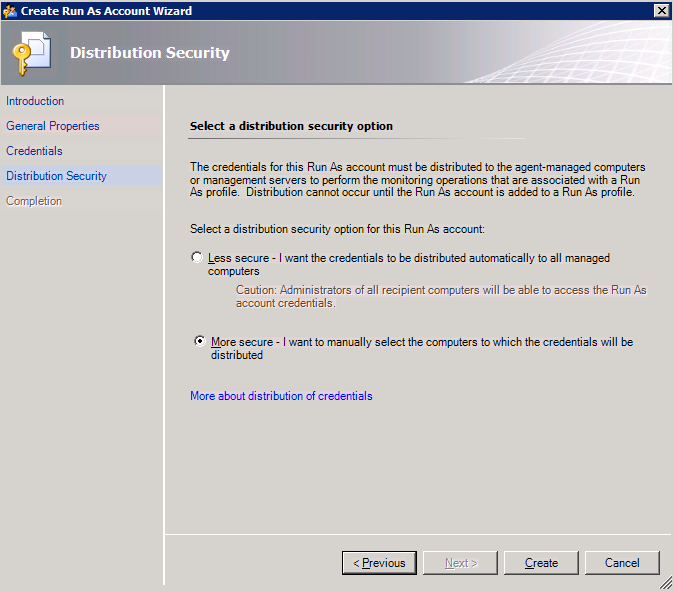 Create Run As Account Wizard
Distribution Security
Introduction
General Properties
Credentials
Distribution Security
Completion
Select a distribution security option
The credentials for this Run As account must be distributed to the agent-managed computers
or management servers to perform the monitoring operations that are associated with a Run
As profile.  Distribution cannot occur until the Run As account is added to a Run As profile.
Select a distribution security option for this Run As account:
Less secure - I want the credentials to be distributed automatically to all managed
computers
Caution: Administrators of all recipient computers will be able to access the Run As
account credentials.
More secure - I want to manually select the computers to which the credentials will be
distributed
More about distribution of credentials
< Previous
Next >
Create
Cancel